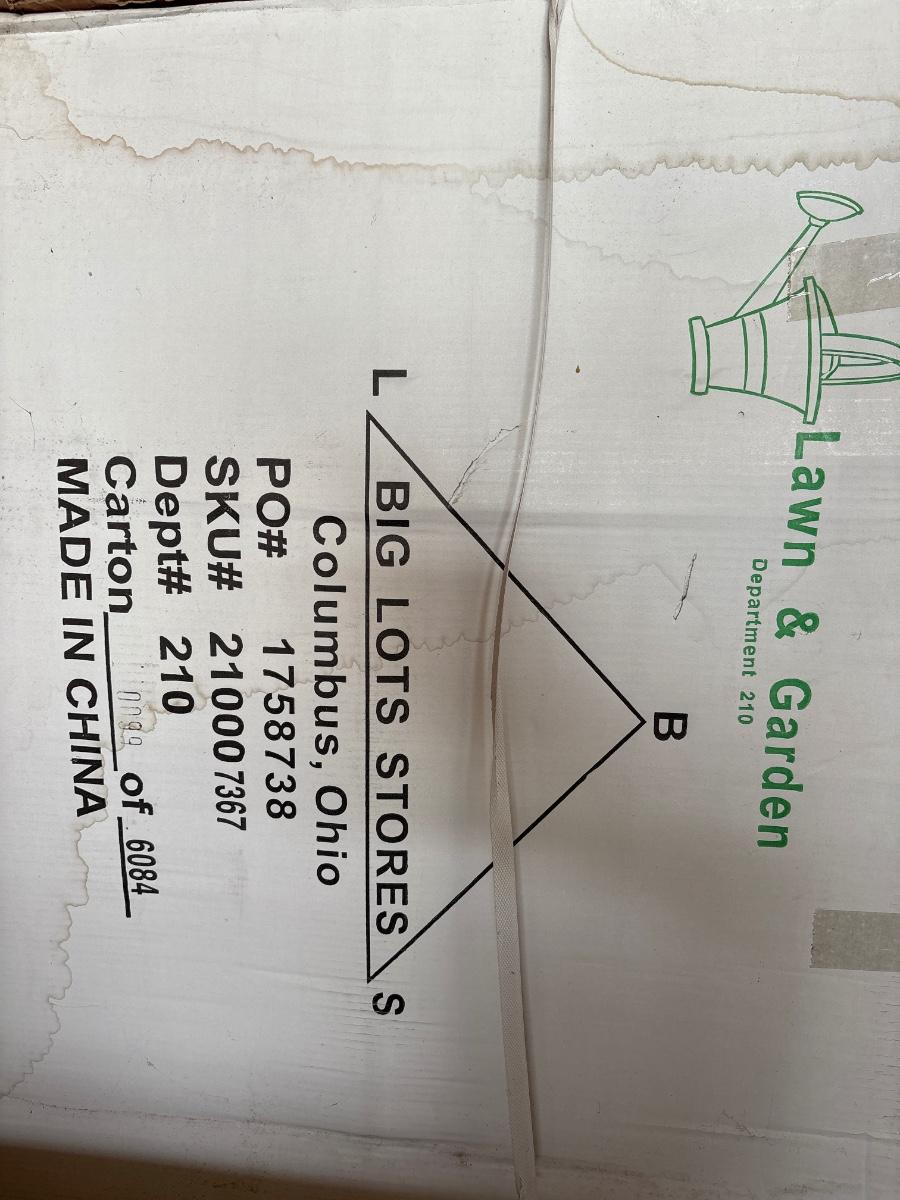 Lawn & Garden
Department 210
B
L BIG LOTS STORES S
Columbus, Ohio
PO# 1758738
SKU# 210007367
Dept# 210
Carton of 6084
MADE IN CHINA